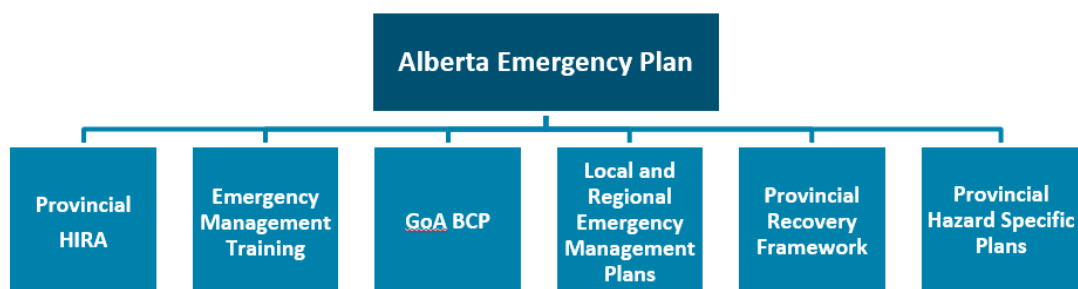 Alberta Emergency Plan
Provincial
HIRA
Emergency
Management
Training
GoA BCP
Local and
Regional
Emergency
Management
Plans
Provincial
Recovery
Framework
Provincial
Hazard Specific
Plans